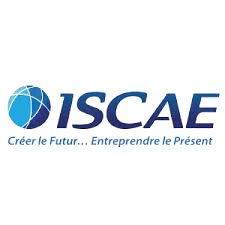 ISCAE
Créer le Futur... Entreprendre le Présent